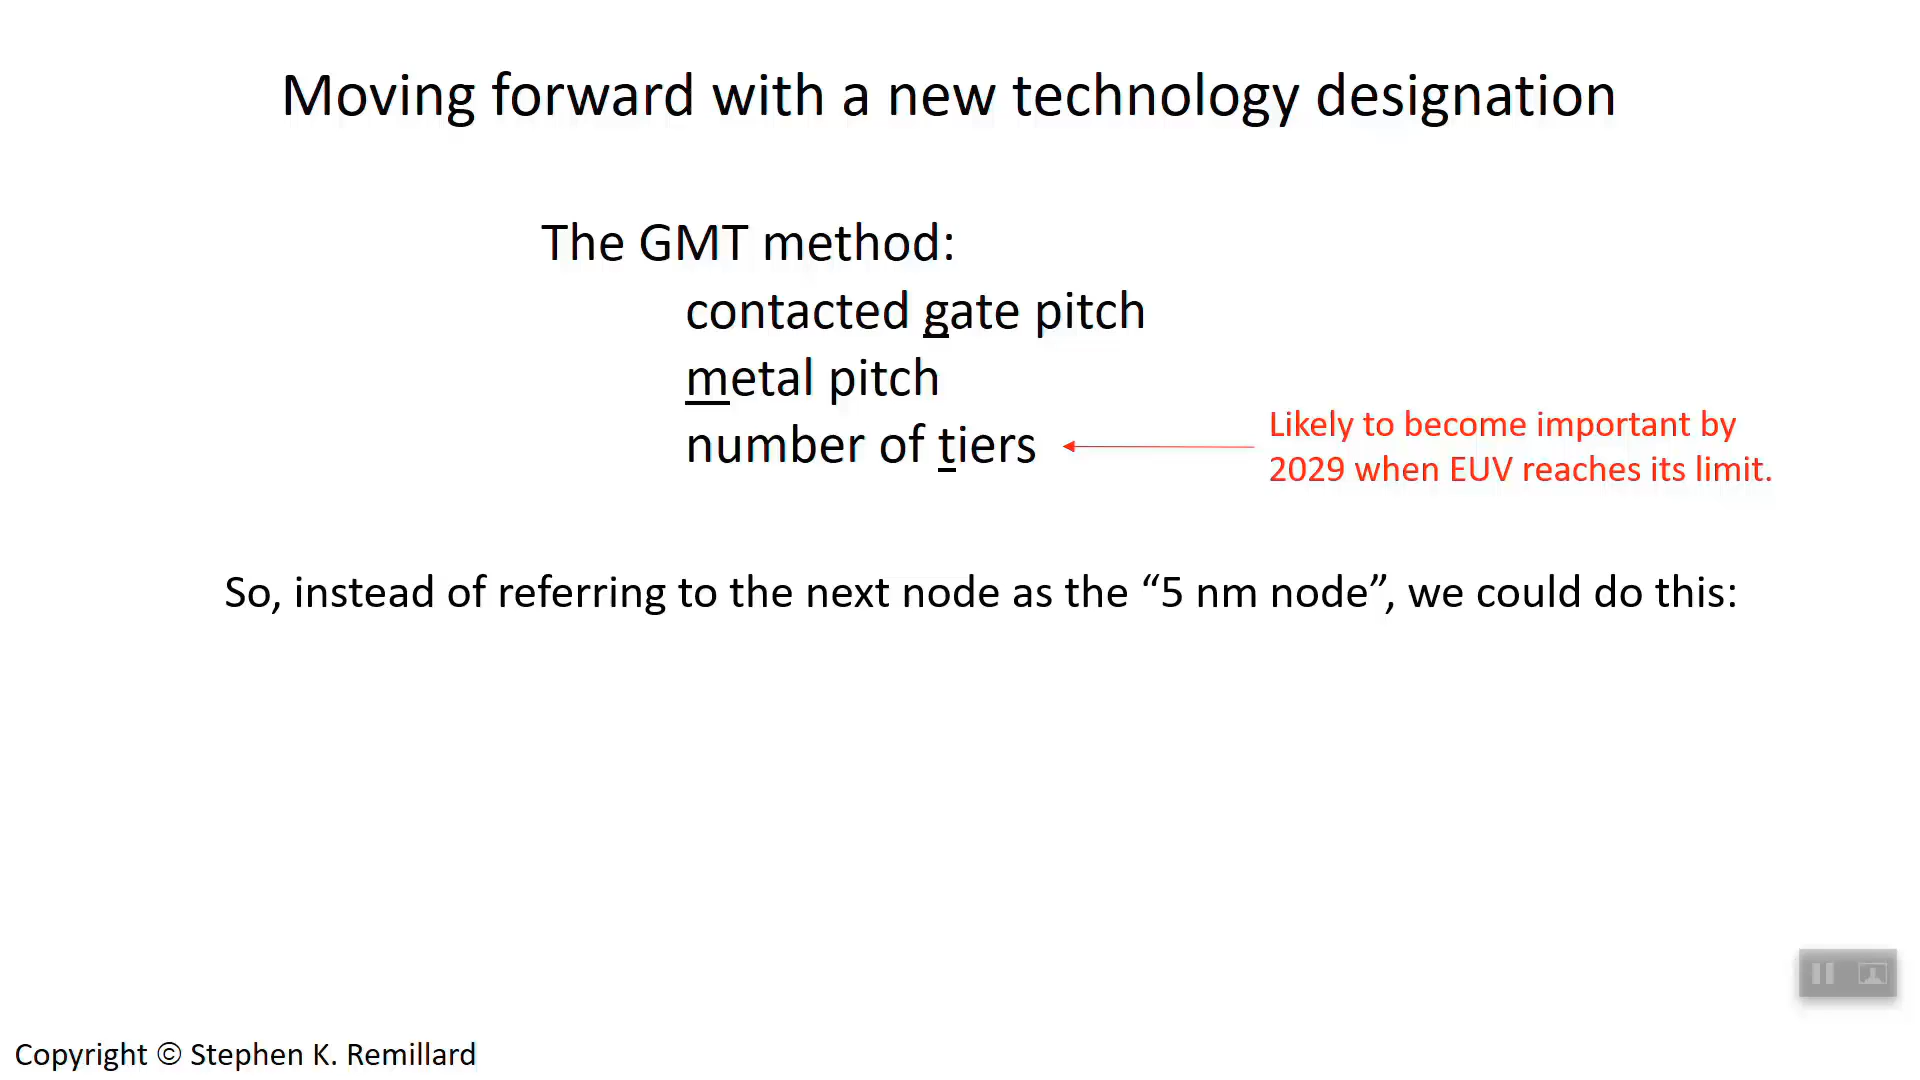 Moving forward with a new technology designation
The GMT method:
contacted gate pitch
metal pitch
number of tiers
Likely to become important by
2029 when EUV reaches its limit.
So, instead of referring to the next node as the “5 nm node”, we could do this:
Copyright © Stephen K. Remillard